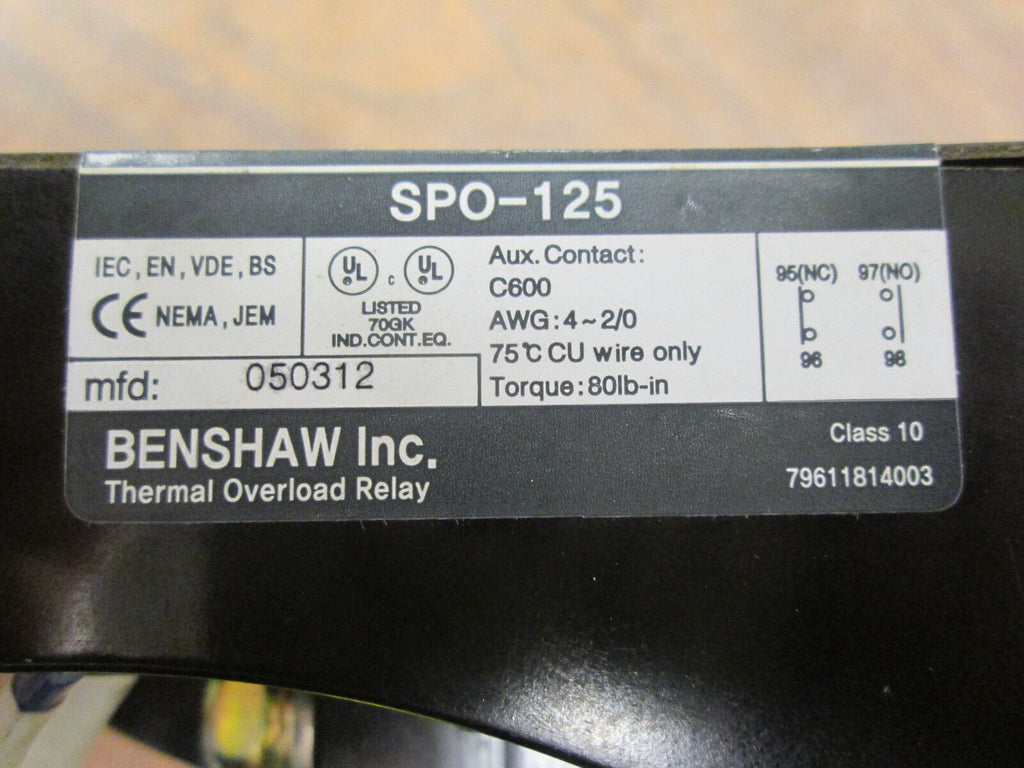 SPO-125
IEC, EN, VDE, BS
CE NEMA, JEM
UL c UL
LISTED
70GK
IND.CONT.EQ.
mfd: 050312
Aux. Contact:
C600
AWG: 4~2/0
75℃ CU wire only
Torque: 80lb-in
95(NC) 97(NO)
96 98
BENSHAW Inc.
Thermal Overload Relay
Class 10
79611814003